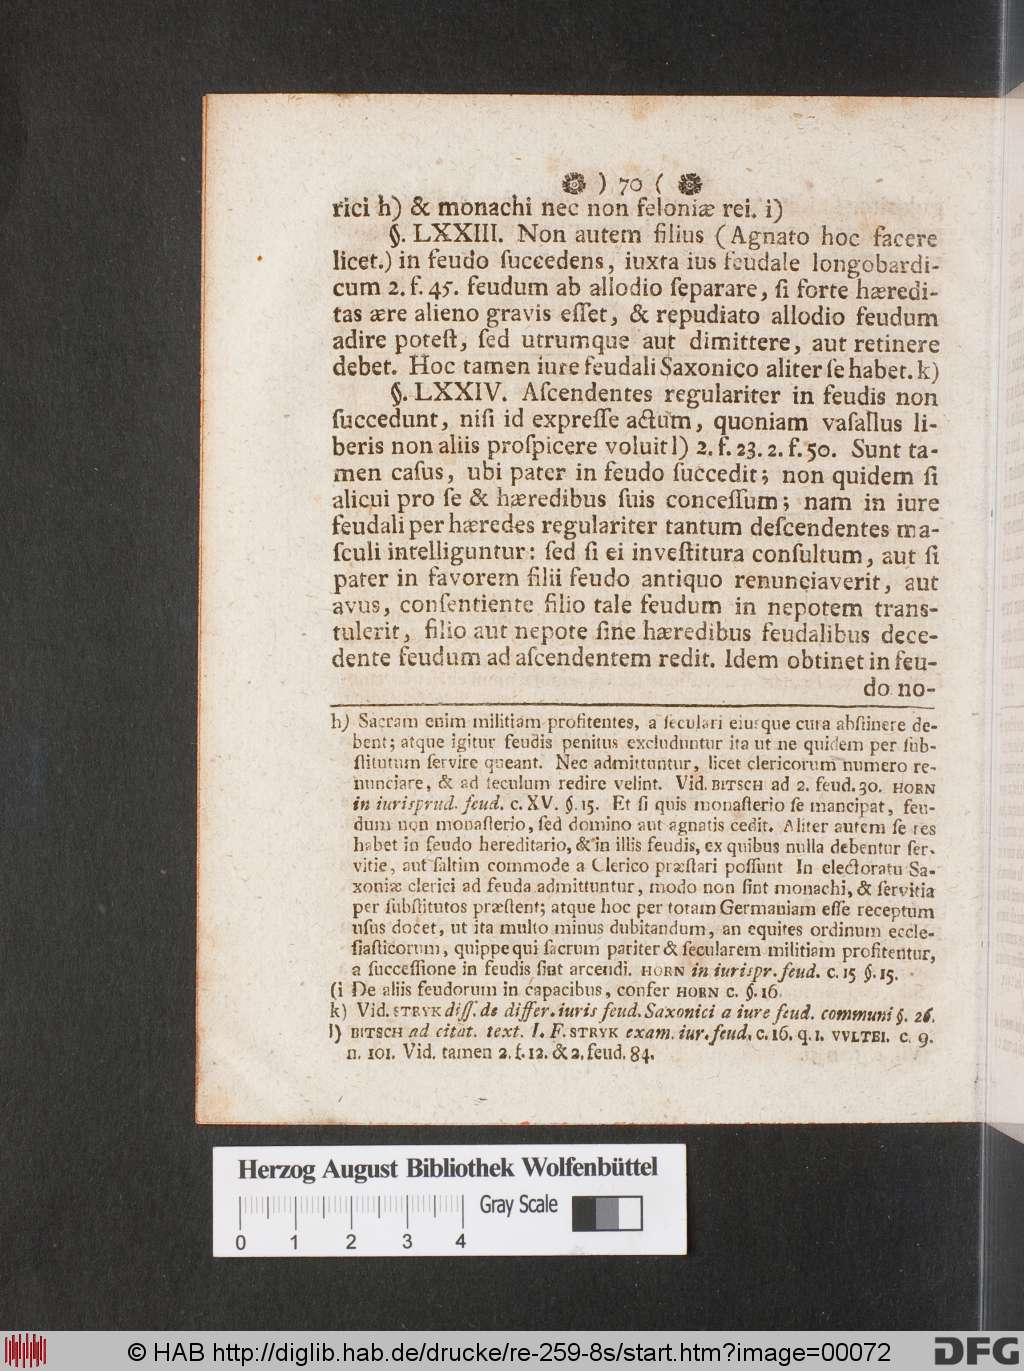 ) 70 (
rici h) & monachi nec non feloniæ rei. i)
§. LXXIII. Non autem filius (Agnato hoc facere
licet.) in feudo ſuccedens, iuxta ius feudale longobardi-
cum 2. f. 45. feudum ab allodio ſeparare, ſi forte hæredi-
tas ære alieno gravis eſſet, & repudiato allodio feudum
adire poteſt, ſed utrumque aut dimittere, aut retinere
debet. Hoc tamen iure feudali Saxonico aliter ſe habet. k)
§. LXXIV. Aſcendentes regulariter in feudis non
ſuccedunt, niſi id expreſſe actum, quoniam vaſallus li-
beris non aliis proſpicere voluit l) 2. f. 23. 2. f. 50. Sunt ta-
men caſus, ubi pater in feudo ſuccedit; non quidem ſi
alicui pro ſe & hæredibus ſuis conceſſum; nam in iure
feudali per hæredes regulariter tantum deſcendentes ma-
ſculi intelliguntur: ſed ſi ei inveſtitura conſultum, aut ſi
pater in favorem filii feudo antiquo renunciaverit, aut
avus, conſentiente filio tale feudum in nepotem trans-
tulerit, filio aut nepote ſine hæredibus feudalibus dece-
dente feudum ad aſcendentem redit. Idem obtinet in feu-
do no-
h) Sacram enim militiam profitentes, a ſeculari eiusque cura abſtinere de-
bent; atque igitur feudis penitus excluduntur ita ut ne quidem per ſub-
ſtitutum ſervire queant. Nec admittuntur, licet clericorum numero re-
nunciare, & ad ſeculum redire velint. Vid. BITSCH ad 2. feud. 30. HORN
in iurisprud. feud. c. XV. §. 15. Et ſi quis monaſterio ſe mancipat, feu-
dum non monaſterio, ſed domino aut agnatis cedit. Aliter autem ſe res
habet in feudo hereditario, & in illis feudis, ex quibus nulla debentur ſer-
vitie, aut ſaltim commode a Clerico præſtari poſſunt In electoratu Sa-
xoniæ clerici ad feuda admittuntur, modo non ſint monachi, & ſervitia
per ſubſtitutos præſtent; atque hoc per totam Germaniam eſſe receptum
uſus docet, ut ita multo minus dubitandum, an equites ordinum eccle-
ſiaſticorum, quippe qui ſacrum pariter & ſecularem militiam profitentur,
a ſucceſſione in feudis ſint arcendi. HORN in iurispr. feud. c. 15 §. 15.
(i De aliis feudorum in capacibus, confer HORN c. §. 16.
k) Vid. STRYK diſſ. de differ. iuris feud. Saxonici a iure feud. communi §. 26.
l) BITSCH ad citat. text. I. F. STRYK exam. iur. feud. c. 16. q. 1. VVLTEI. c. 9.
n. 101. Vid. tamen 2. f. 12. & 2. feud. 84.
Herzog August Bibliothek Wolfenbüttel
Gray Scale
0 1 2 3 4
© HAB http://diglib.hab.de/drucke/re-259-8s/start.htm?image=00072
DFG